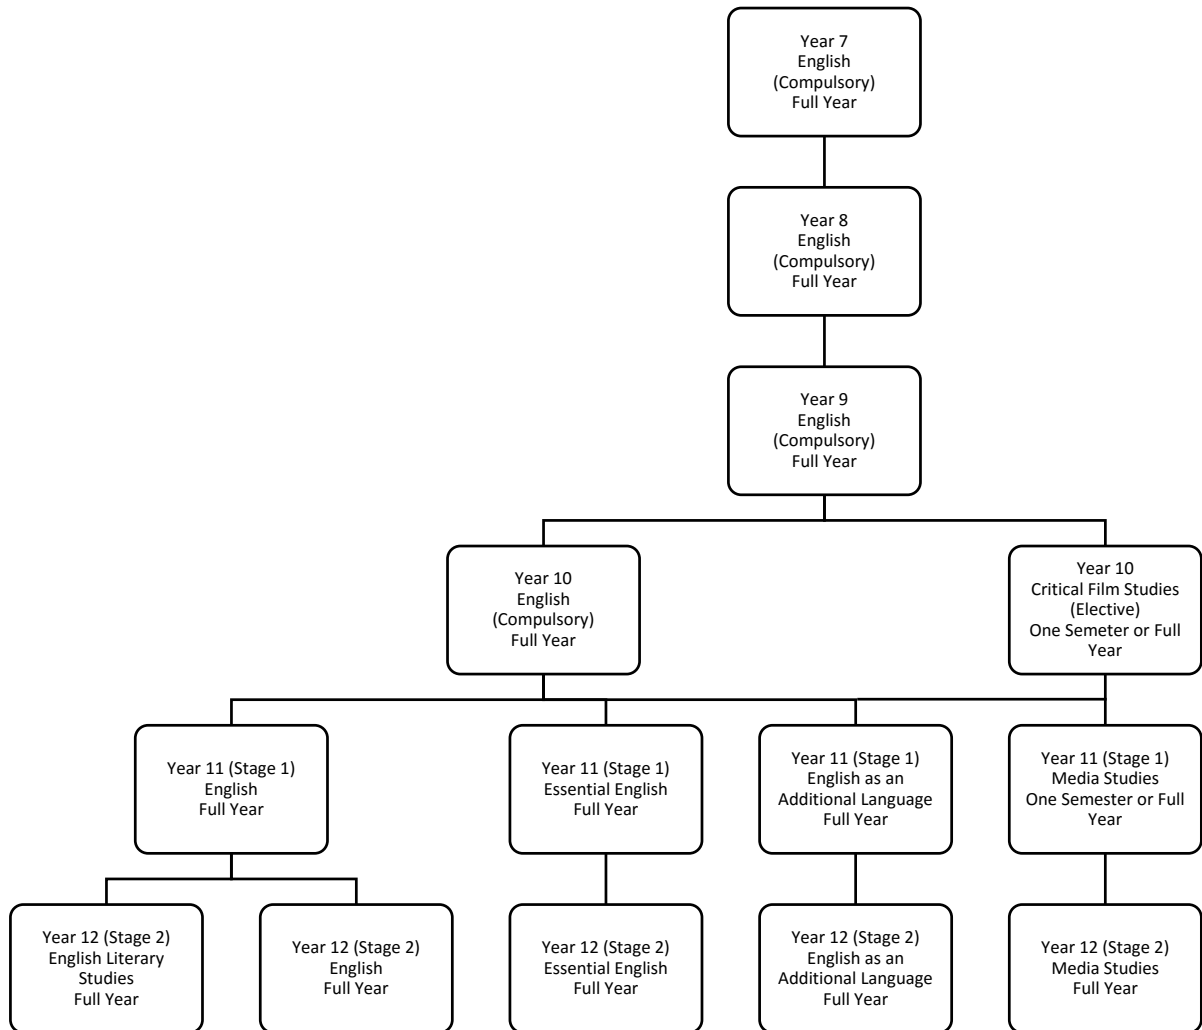 Year 7
English
(Compulsory)
Full Year
Year 8
English
(Compulsory)
Full Year
Year 9
English
(Compulsory)
Full Year
Year 10
English
(Compulsory)
Full Year
Year 10
Critical Film Studies
(Elective)
One Semeter or Full
Year
Year 11 (Stage 1)
English
Full Year
Year 11 (Stage 1)
Essential English
Full Year
Year 11 (Stage 1)
English as an
Additional Language
Full Year
Year 11 (Stage 1)
Media Studies
One Semester or Full
Year
Year 12 (Stage 2)
English Literary
Studies
Full Year
Year 12 (Stage 2)
English
Full Year
Year 12 (Stage 2)
Essential English
Full Year
Year 12 (Stage 2)
English as an
Additional Language
Full Year
Year 12 (Stage 2)
Media Studies
Full Year